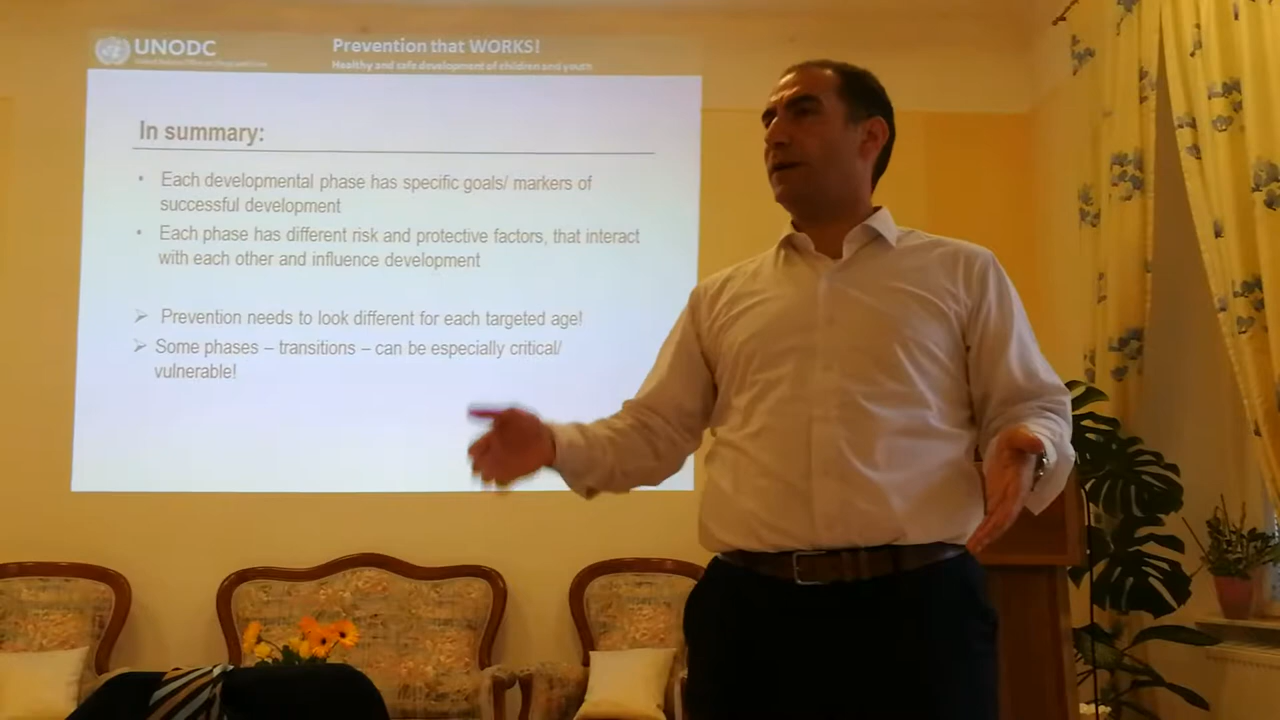 UNODC
Prevention that WORKS!
Healthy and safe development of children and youth
In summary:
• Each developmental phase has specific goals/ markers of
successful development
• Each phase has different risk and protective factors, that interact
with each other and influence development
➢ Prevention needs to look different for each targeted age!
➢ Some phases – transitions – can be especially critical/
vulnerable!